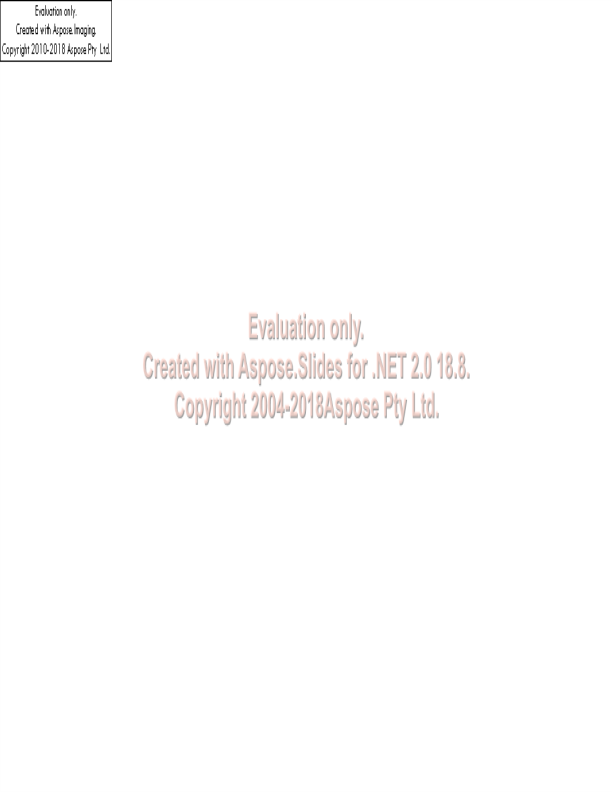 Evaluation only.
Created with Aspose.Imaging.
Copyright 2010-2018 Aspose Pty Ltd.
Evaluation only.
Created with Aspose.Slides for .NET 2.0 18.8.
Copyright 2004-2018Aspose Pty Ltd.